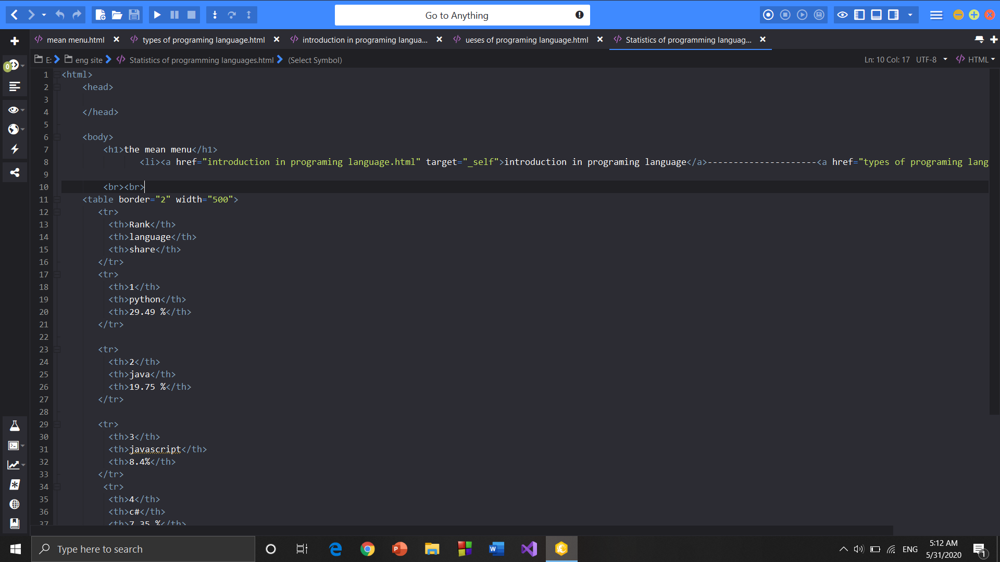 Go to Anything
mean menu.html
types of programing language.html
introduction in programing langua...
ueses of programing language.html
Statistics of programming languag...
E:
eng site
Statistics of programming languages.html
(Select Symbol)
Ln: 10 Col: 17
UTF-8
HTML
0
1 <html>
2 <head>
3
4 </head>
5
6 <body>
7 <h1>the mean menu</h1>
8 <li><a href="introduction in programing language.html" target="_self">introduction in programing language</a>---------------------<a href="types of programing lang
9
10 <br><br>
11 <table border="2" width="500">
12 <tr>
13 <th>Rank</th>
14 <th>language</th>
15 <th>share</th>
16 </tr>
17 <tr>
18 <th>1</th>
19 <th>python</th>
20 <th>29.49 %</th>
21 </tr>
22
23 <tr>
24 <th>2</th>
25 <th>java</th>
26 <th>19.75 %</th>
27 </tr>
28
29 <tr>
30 <th>3</th>
31 <th>javascript</th>
32 <th>8.4%</th>
33 </tr>
34 <tr>
35 <th>4</th>
36 <th>c#</th>
37 <th>7.35 %</th>
Type here to search
ENG
5:12 AM
5/31/2020
1